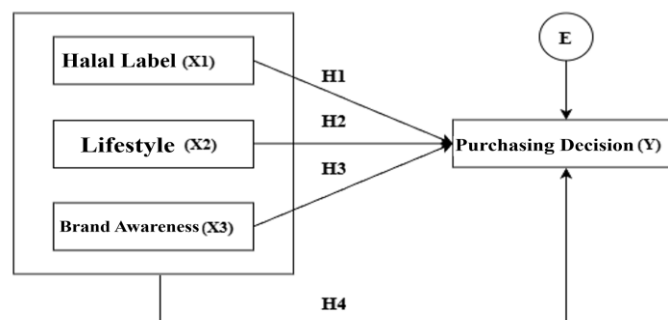 Halal Label (X1)
Lifestyle (X2)
Brand Awareness (X3)
H1
H2
H3
H4
E
Purchasing Decision (Y)